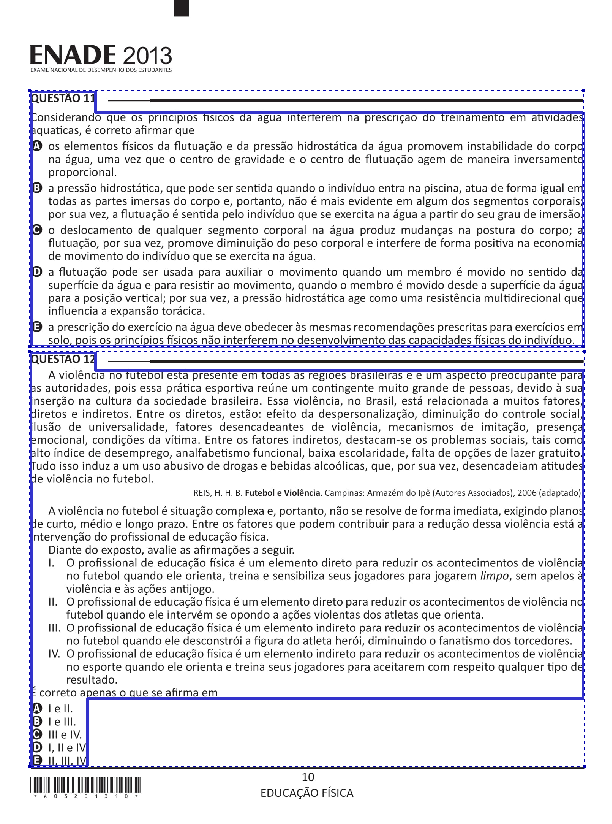 ENADE 2013
EXAME NACIONAL DE DESEMPENHO DOS ESTUDANTES
QUESTÃO 11
Considerando que os princípios físicos da água interferem na prescrição do treinamento em atividades
aquáticas, é correto afirmar que
A os elementos físicos da flutuação e da pressão hidrostática da água promovem instabilidade do corpo
na água, uma vez que o centro de gravidade e o centro de flutuação agem de maneira inversamento
proporcional.
B a pressão hidrostática, que pode ser sentida quando o indivíduo entra na piscina, atua de forma igual em
todas as partes imersas do corpo e, portanto, não é mais evidente em algum dos segmentos corporais;
por sua vez, a flutuação é sentida pelo indivíduo que se exercita na água a partir do seu grau de imersão.
C o deslocamento de qualquer segmento corporal na água produz mudanças na postura do corpo; a
flutuação, por sua vez, promove diminuição do peso corporal e interfere de forma positiva na economia
de movimento do indivíduo que se exercita na água.
D a flutuação pode ser usada para auxiliar o movimento quando um membro é movido no sentido da
superfície da água e para resistir ao movimento, quando o membro é movido desde a superfície da água
para a posição vertical; por sua vez, a pressão hidrostática age como uma resistência multidirecional que
influencia a expansão torácica.
E a prescrição do exercício na água deve obedecer às mesmas recomendações prescritas para exercícios em
solo, pois os princípios físicos não interferem no desenvolvimento das capacidades físicas do indivíduo.
QUESTÃO 12
A violência no futebol está presente em todas as regiões brasileiras e é um aspecto preocupante para
as autoridades, pois essa prática esportiva reúne um contingente muito grande de pessoas, devido à sua
inserção na cultura da sociedade brasileira. Essa violência, no Brasil, está relacionada a muitos fatores,
diretos e indiretos. Entre os diretos, estão: efeito da despersonalização, diminuição do controle social,
ilusão de universalidade, fatores desencadeantes de violência, mecanismos de imitação, presença
emocional, condições da vítima. Entre os fatores indiretos, destacam-se os problemas sociais, tais como
alto índice de desemprego, analfabetismo funcional, baixa escolaridade, falta de opções de lazer gratuito.
Tudo isso induz a um uso abusivo de drogas e bebidas alcoólicas, que, por sua vez, desencadeiam atitudes
de violência no futebol.
REIS, H. H. B. Futebol e Violência. Campinas: Armazém do Ipê (Autores Associados), 2006 (adaptado).
A violência no futebol é situação complexa e, portanto, não se resolve de forma imediata, exigindo planos
de curto, médio e longo prazo. Entre os fatores que podem contribuir para a redução dessa violência está a
intervenção do profissional de educação física.
Diante do exposto, avalie as afirmações a seguir.
I. O profissional de educação física é um elemento direto para reduzir os acontecimentos de violência
no futebol quando ele orienta, treina e sensibiliza seus jogadores para jogarem limpo, sem apelos à
violência e às ações antijogo.
II. O profissional de educação física é um elemento direto para reduzir os acontecimentos de violência no
futebol quando ele intervém se opondo a ações violentas dos atletas que orienta.
III. O profissional de educação física é um elemento indireto para reduzir os acontecimentos de violência
no futebol quando ele desconstrói a figura do atleta herói, diminuindo o fanatismo dos torcedores.
IV. O profissional de educação física é um elemento indireto para reduzir os acontecimentos de violência
no esporte quando ele orienta e treina seus jogadores para aceitarem com respeito qualquer tipo de
resultado.
É correto apenas o que se afirma em
A I e II.
B I e III.
C III e IV.
D I, II e IV
E II, III, IV
*A0520131 0*
10
EDUCAÇÃO FÍSICA